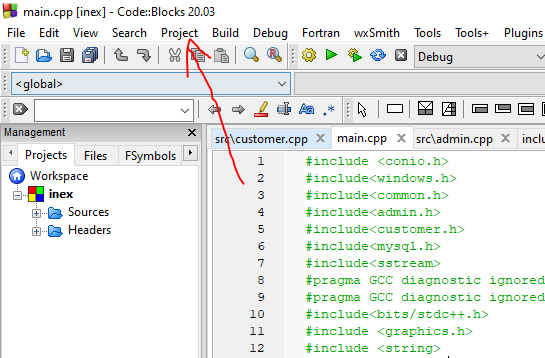 main.cpp [inex] - Code::Blocks 20.03
File Edit View Search Project Build Debug Fortran wxSmith Tools Tools+ Plugins
Debug
<global>
Aa .*
Management
Projects Files FSymbols
Workspace
inex
Sources
Headers
src\customer.cpp main.cpp src\admin.cpp inclu
1 #include <conio.h>
2 #include<windows.h>
3 #include<common.h>
4 #include<admin.h>
5 #include<customer.h>
6 #include<mysql.h>
7 #include<sstream>
8 #pragma GCC diagnostic ignored
9 #pragma GCC diagnostic ignored
10 #include<bits/stdc++.h>
11 #include <graphics.h>
12 #include <string>